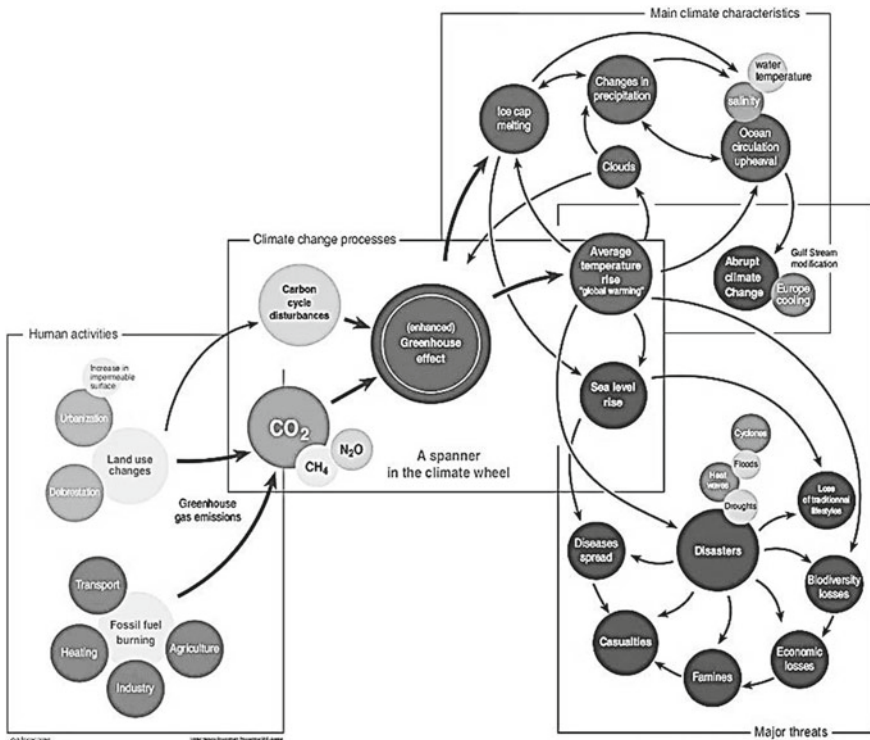 Main climate characteristics
water
temperature
salinity
Changes in
precipitation
Ice cap
melting
Ocean
circulation
upheaval
Clouds
Climate change processes
Average
temperature
rise
"global warming"
Abrupt
climate
Change
Gulf Stream
modification
Europe
cooling
Carbon
cycle
disturbances
(enhanced)
Greenhouse
effect
Human activities
Increase in
impermeable
surface
Urbanization
Land use
changes
Deforestation
CO2
CH4
N2O
A spanner
in the climate wheel
Greenhouse
gas emissions
Sea level
rise
Cyclones
Floods
Heat
waves
Droughts
Loss
of traditionnal
lifestyles
Diseases
spread
Disasters
Biodiversity
losses
Transport
Fossil fuel
burning
Heating
Agriculture
Industry
Casualties
Famines
Economic
losses
Major threats